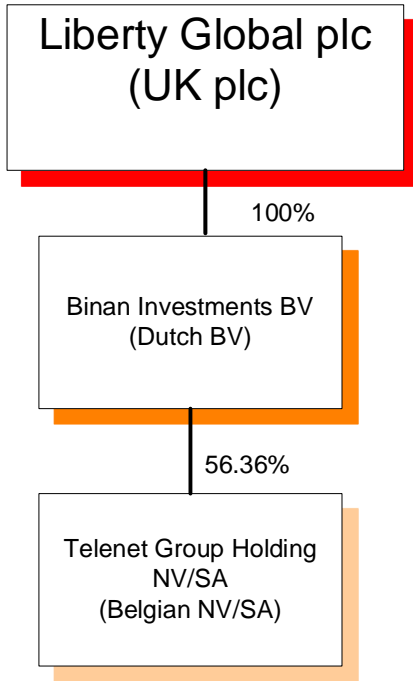 Liberty Global plc
(UK plc)
100%
Binan Investments BV
(Dutch BV)
56.36%
Telenet Group Holding
NV/SA
(Belgian NV/SA)